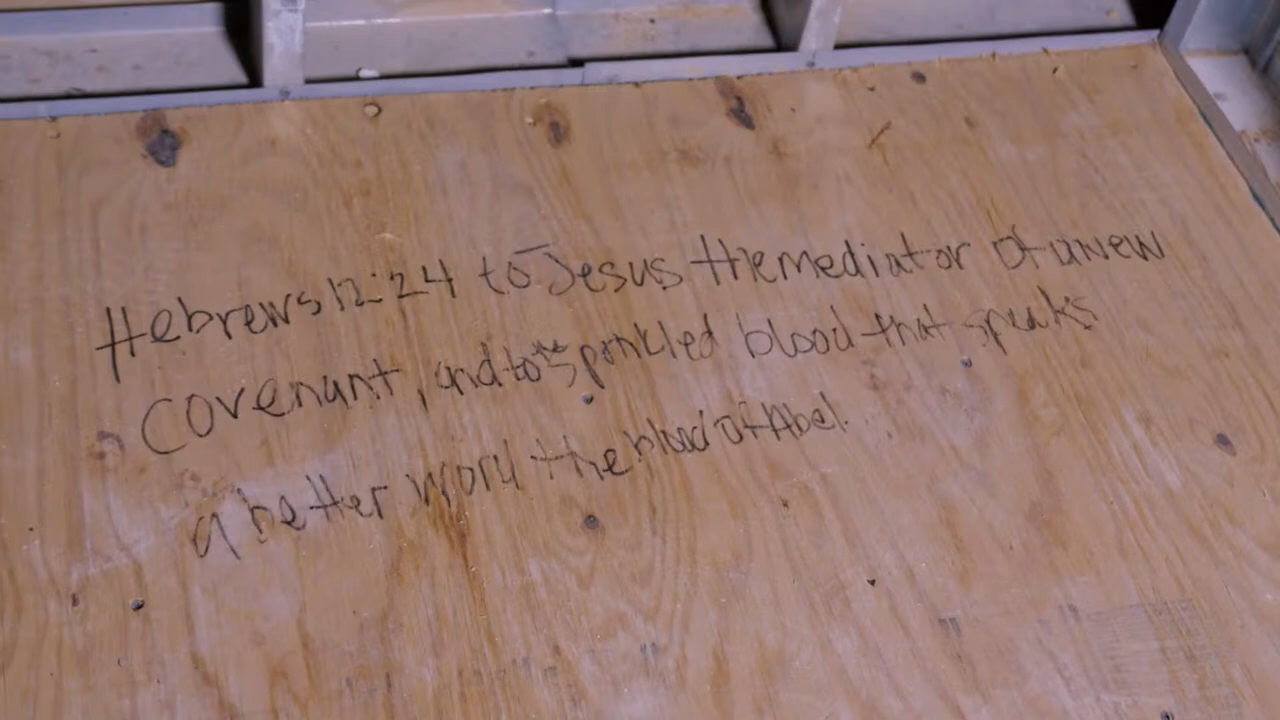 Hebrews 12:24 to Jesus the mediator of a new
covenant, and to the sprinkled blood that speaks
a better word the blood of Abel.